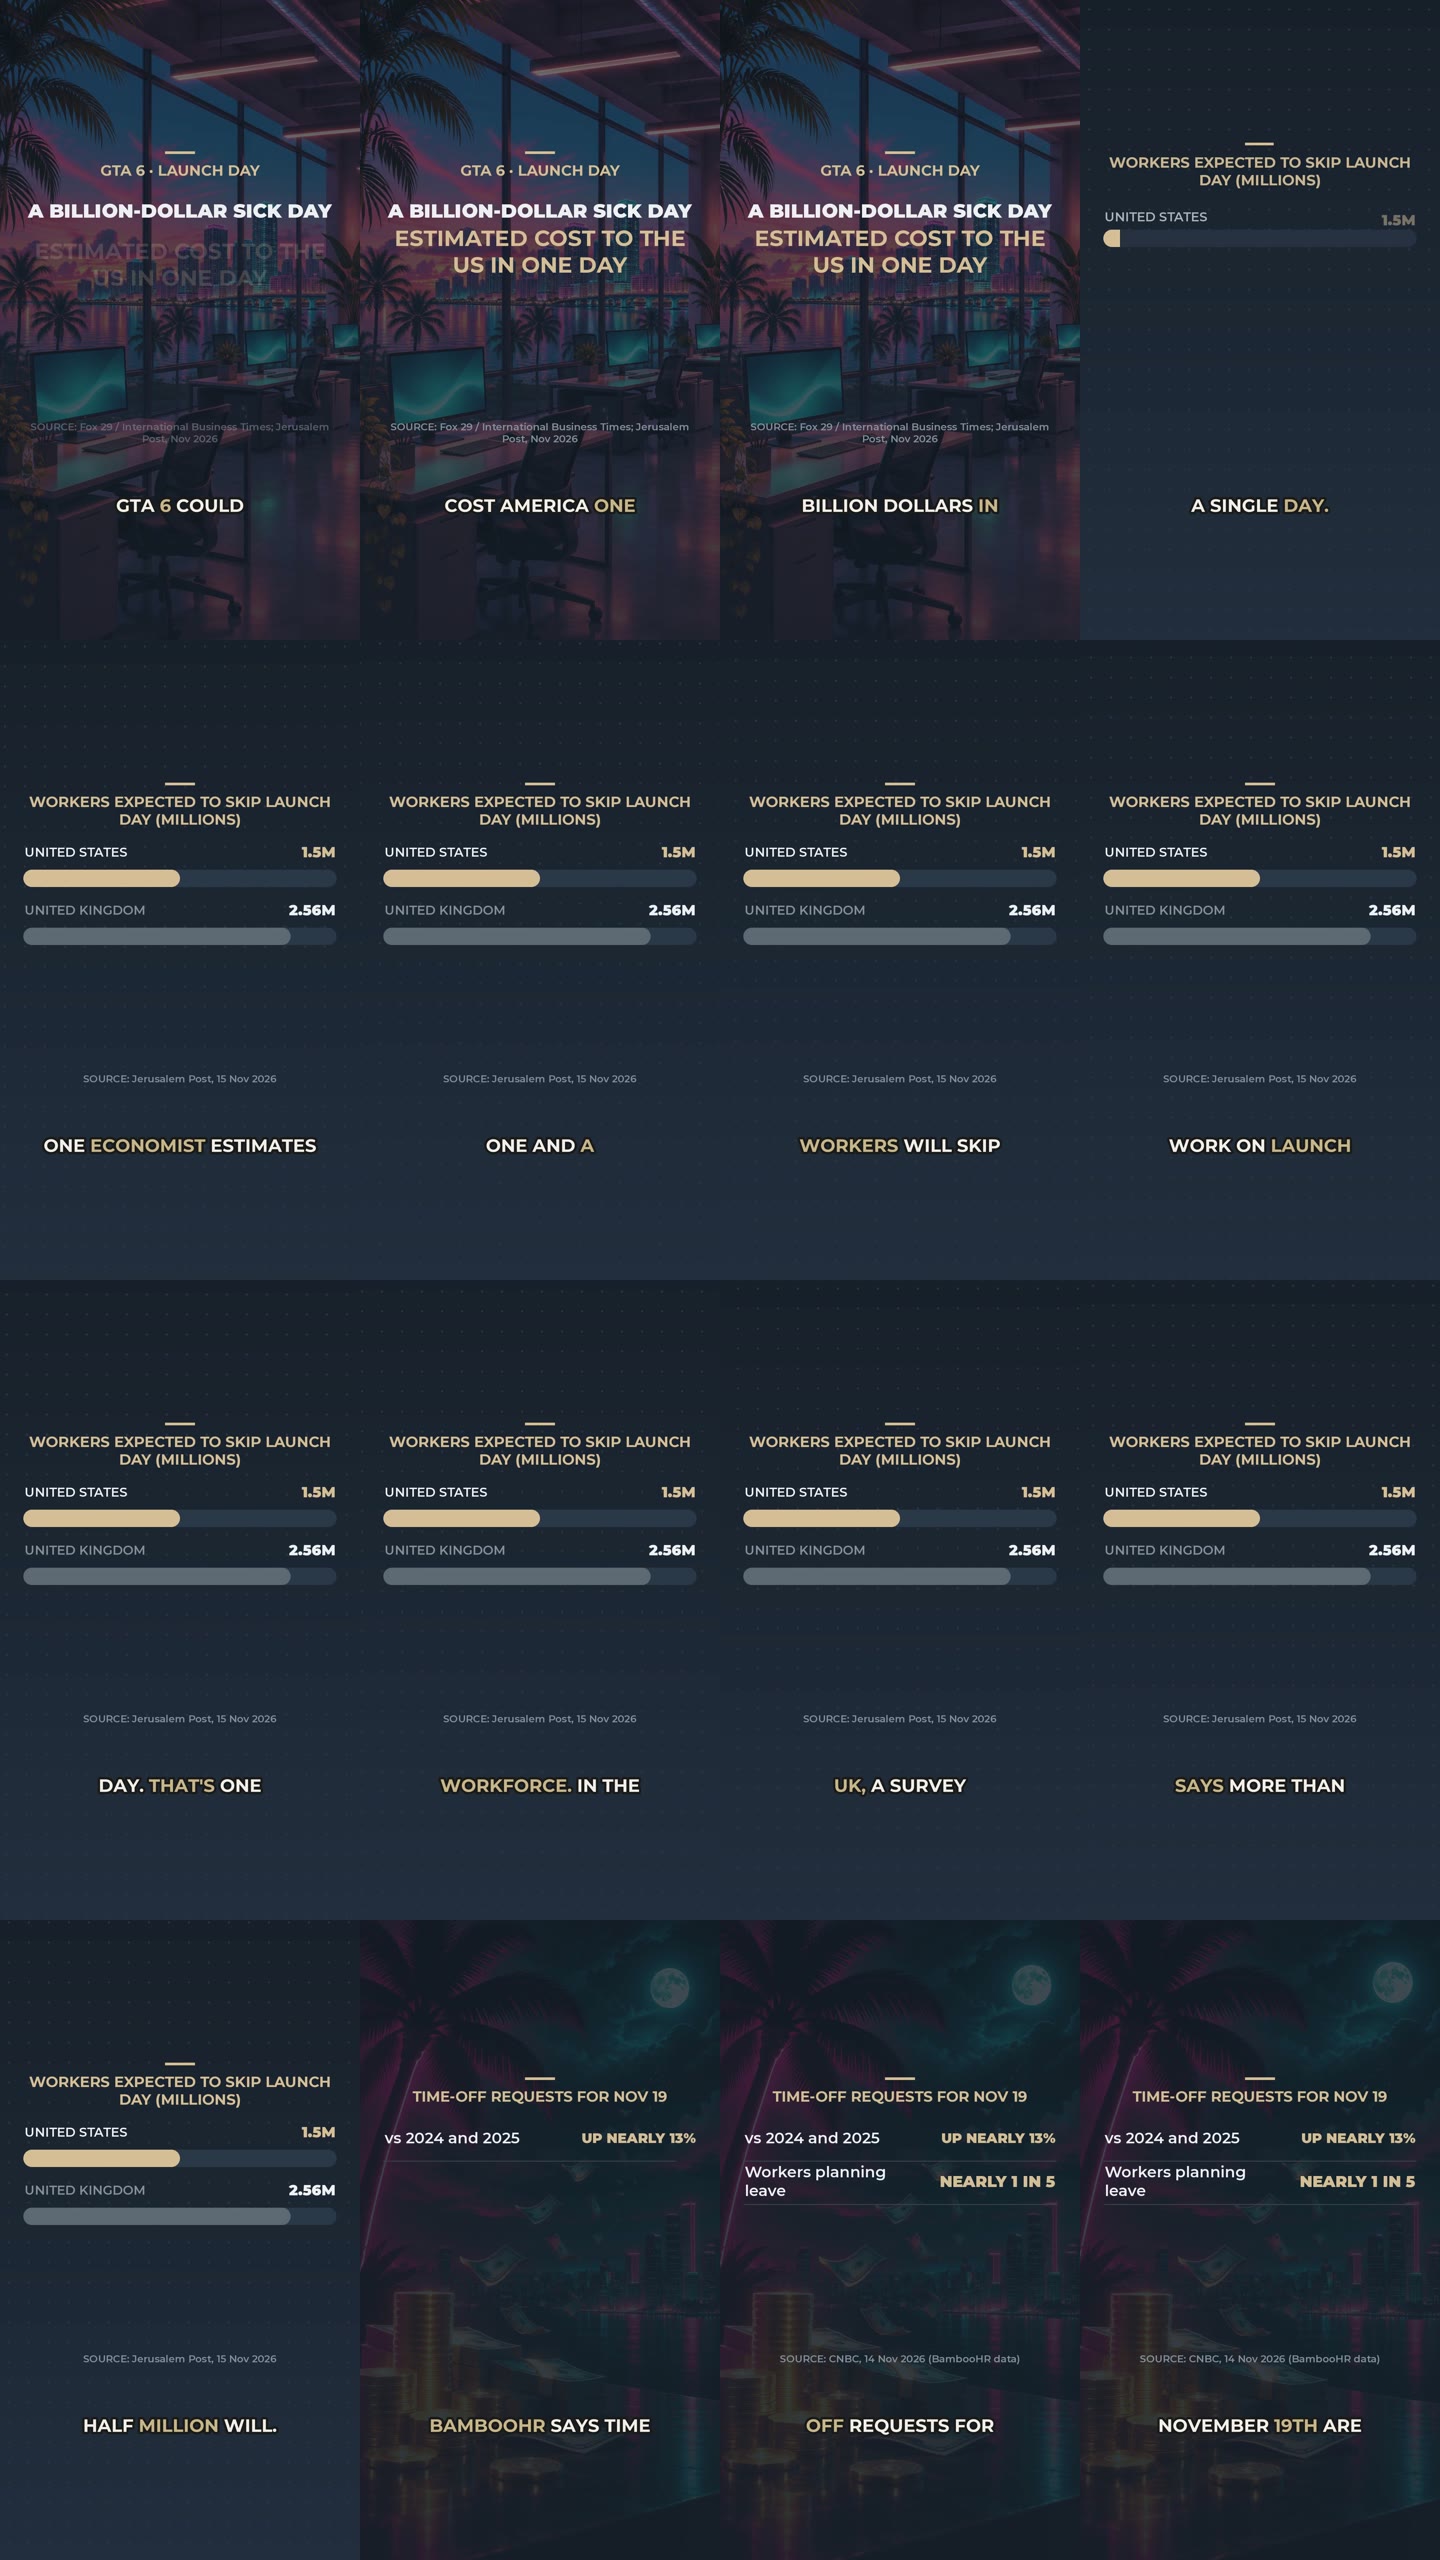 GTA 6 · LAUNCH DAY
A BILLION-DOLLAR SICK DAY
ESTIMATED COST TO THE
US IN ONE DAY
SOURCE: Fox 29 / International Business Times; Jerusalem
Post, Nov 2026
GTA 6 COULD
GTA 6 · LAUNCH DAY
A BILLION-DOLLAR SICK DAY
ESTIMATED COST TO THE
US IN ONE DAY
SOURCE: Fox 29 / International Business Times; Jerusalem
Post, Nov 2026
COST AMERICA ONE
GTA 6 · LAUNCH DAY
A BILLION-DOLLAR SICK DAY
ESTIMATED COST TO THE
US IN ONE DAY
SOURCE: Fox 29 / International Business Times; Jerusalem
Post, Nov 2026
BILLION DOLLARS IN
WORKERS EXPECTED TO SKIP LAUNCH
DAY (MILLIONS)
UNITED STATES 1.5M
A SINGLE DAY.
WORKERS EXPECTED TO SKIP LAUNCH
DAY (MILLIONS)
UNITED STATES 1.5M
UNITED KINGDOM 2.56M
SOURCE: Jerusalem Post, 15 Nov 2026
ONE ECONOMIST ESTIMATES
WORKERS EXPECTED TO SKIP LAUNCH
DAY (MILLIONS)
UNITED STATES 1.5M
UNITED KINGDOM 2.56M
SOURCE: Jerusalem Post, 15 Nov 2026
ONE AND A
WORKERS EXPECTED TO SKIP LAUNCH
DAY (MILLIONS)
UNITED STATES 1.5M
UNITED KINGDOM 2.56M
SOURCE: Jerusalem Post, 15 Nov 2026
WORKERS WILL SKIP
WORKERS EXPECTED TO SKIP LAUNCH
DAY (MILLIONS)
UNITED STATES 1.5M
UNITED KINGDOM 2.56M
SOURCE: Jerusalem Post, 15 Nov 2026
WORK ON LAUNCH
WORKERS EXPECTED TO SKIP LAUNCH
DAY (MILLIONS)
UNITED STATES 1.5M
UNITED KINGDOM 2.56M
SOURCE: Jerusalem Post, 15 Nov 2026
DAY. THAT'S ONE
WORKERS EXPECTED TO SKIP LAUNCH
DAY (MILLIONS)
UNITED STATES 1.5M
UNITED KINGDOM 2.56M
SOURCE: Jerusalem Post, 15 Nov 2026
WORKFORCE. IN THE
WORKERS EXPECTED TO SKIP LAUNCH
DAY (MILLIONS)
UNITED STATES 1.5M
UNITED KINGDOM 2.56M
SOURCE: Jerusalem Post, 15 Nov 2026
UK, A SURVEY
WORKERS EXPECTED TO SKIP LAUNCH
DAY (MILLIONS)
UNITED STATES 1.5M
UNITED KINGDOM 2.56M
SOURCE: Jerusalem Post, 15 Nov 2026
SAYS MORE THAN
WORKERS EXPECTED TO SKIP LAUNCH
DAY (MILLIONS)
UNITED STATES 1.5M
UNITED KINGDOM 2.56M
SOURCE: Jerusalem Post, 15 Nov 2026
HALF MILLION WILL.
TIME-OFF REQUESTS FOR NOV 19
vs 2024 and 2025 UP NEARLY 13%
BAMBOOHR SAYS TIME
TIME-OFF REQUESTS FOR NOV 19
vs 2024 and 2025 UP NEARLY 13%
Workers planning
leave NEARLY 1 IN 5
SOURCE: CNBC, 14 Nov 2026 (BambooHR data)
OFF REQUESTS FOR
TIME-OFF REQUESTS FOR NOV 19
vs 2024 and 2025 UP NEARLY 13%
Workers planning
leave NEARLY 1 IN 5
SOURCE: CNBC, 14 Nov 2026 (BambooHR data)
NOVEMBER 19TH ARE